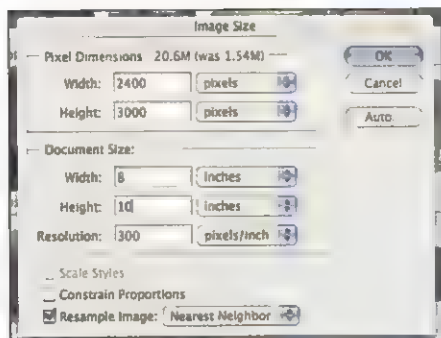 Image Size
Pixel Dimensions 20.6M (was 1.54M)
OK
Width: 2400 pixels
Cancel
Height: 3000 pixels
Auto...
Document Size:
Width: 8 inches
Height: 10 inches
Resolution: 300 pixels/inch
Scale Styles
Constrain Proportions
Resample Image: Nearest Neighbor